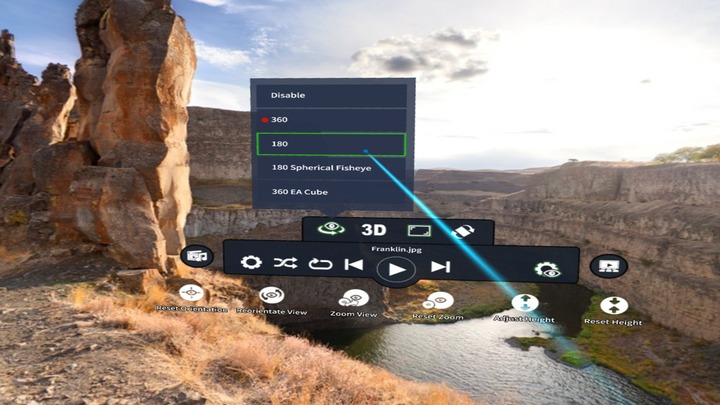 Disable
360
180
180 Spherical Fisheye
360 EA Cube
3D
Franklin.jpg
Reset Orientation
Reorientate View
Zoom View
Reset Zoom
Adjust Height
Reset Height